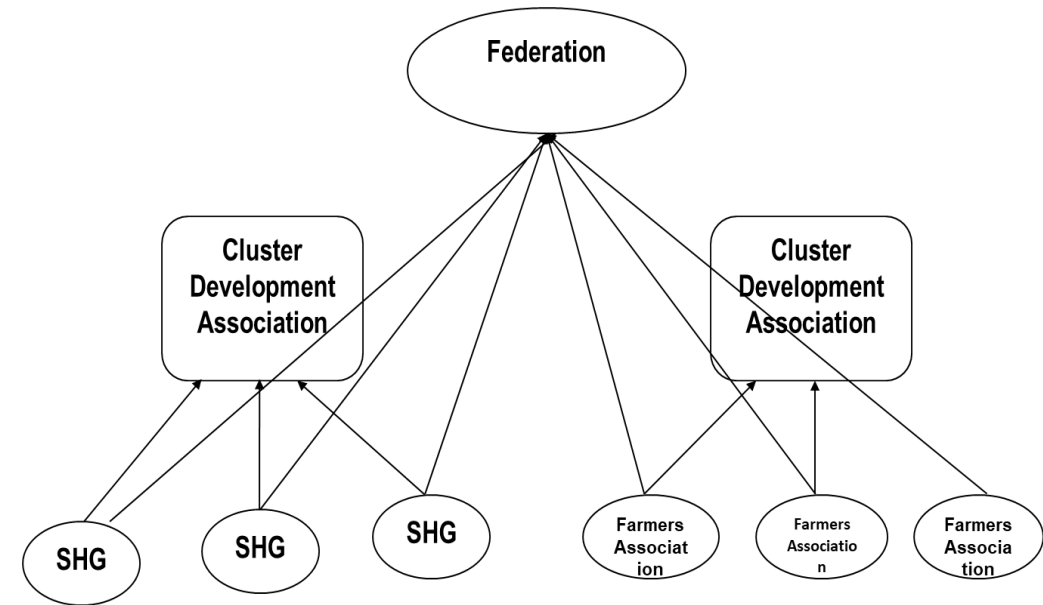 Federation
Cluster
Development
Association
Cluster
Development
Association
SHG
SHG
SHG
Farmers
Associat
ion
Farmers
Associatio
n
Farmers
Associa
tion